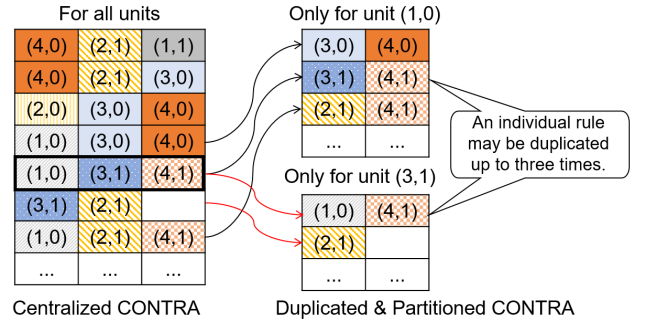 For all units
(4,0) (2,1) (1,1)
(4,0) (2,1) (3,0)
(2,0) (3,0) (4,0)
(1,0) (3,0) (4,0)
(1,0) (3,1) (4,1)
(3,1) (2,1)
(1,0) (2,1) (4,1)
... ... ...
Centralized CONTRA
Only for unit (1,0)
(3,0) (4,0)
(3,1) (4,1)
(2,1) (4,1)
... ...
Only for unit (3,1)
(1,0) (4,1)
(2,1)
... ...
Duplicated & Partitioned CONTRA
An individual rule
may be duplicated
up to three times.